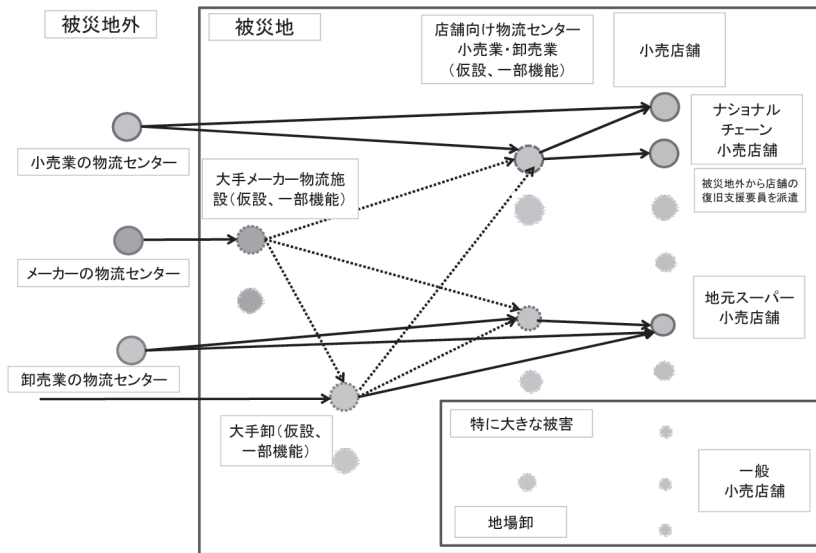 被災地外
被災地
店舗向け物流センター
小売業・卸売業
(仮設、一部機能)
小売店舗
小売業の物流センター
ナショナル
チェーン
小売店舗
大手メーカー物流施
設(仮設、一部機能)
被災地外から店舗の
復旧支援要員を派遣
メーカーの物流センター
地元スーパー
小売店舗
卸売業の物流センター
大手卸(仮設、
一部機能)
特に大きな被害
一般
小売店舗
地場卸